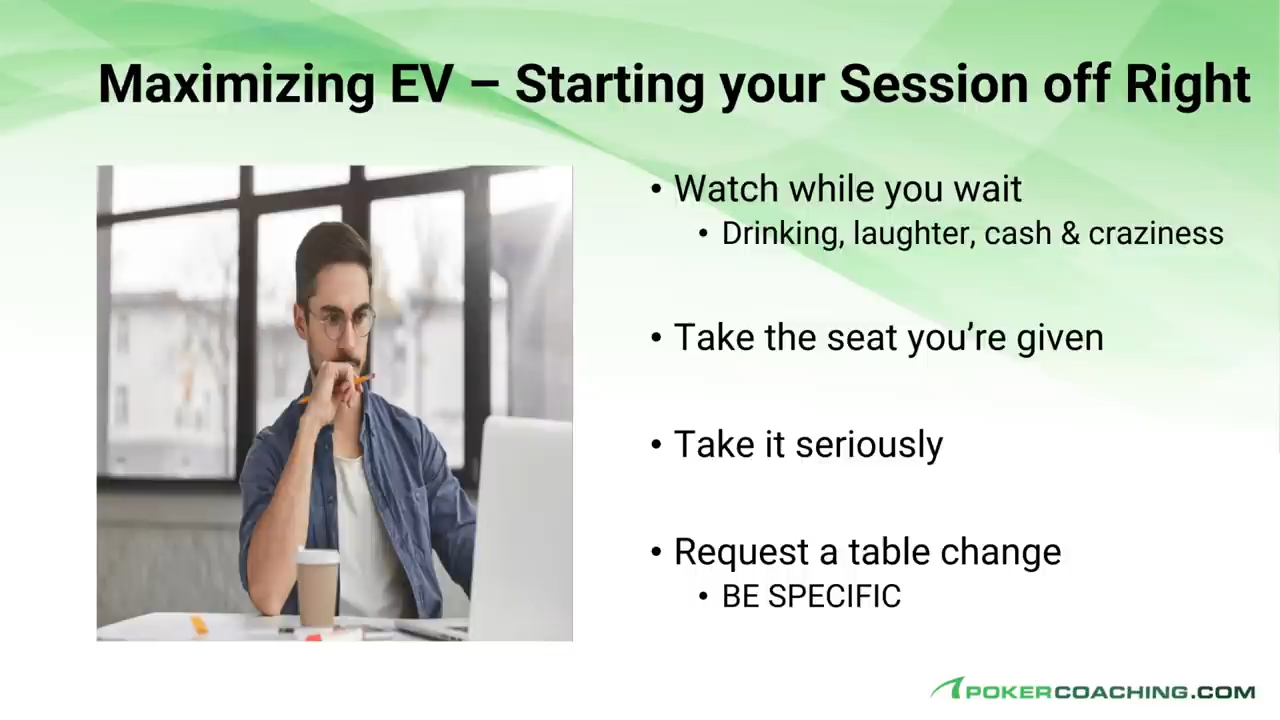 Maximizing EV – Starting your Session off Right
• Watch while you wait
• Drinking, laughter, cash & craziness
• Take the seat you’re given
• Take it seriously
• Request a table change
• BE SPECIFIC
POKERCOACHING.COM